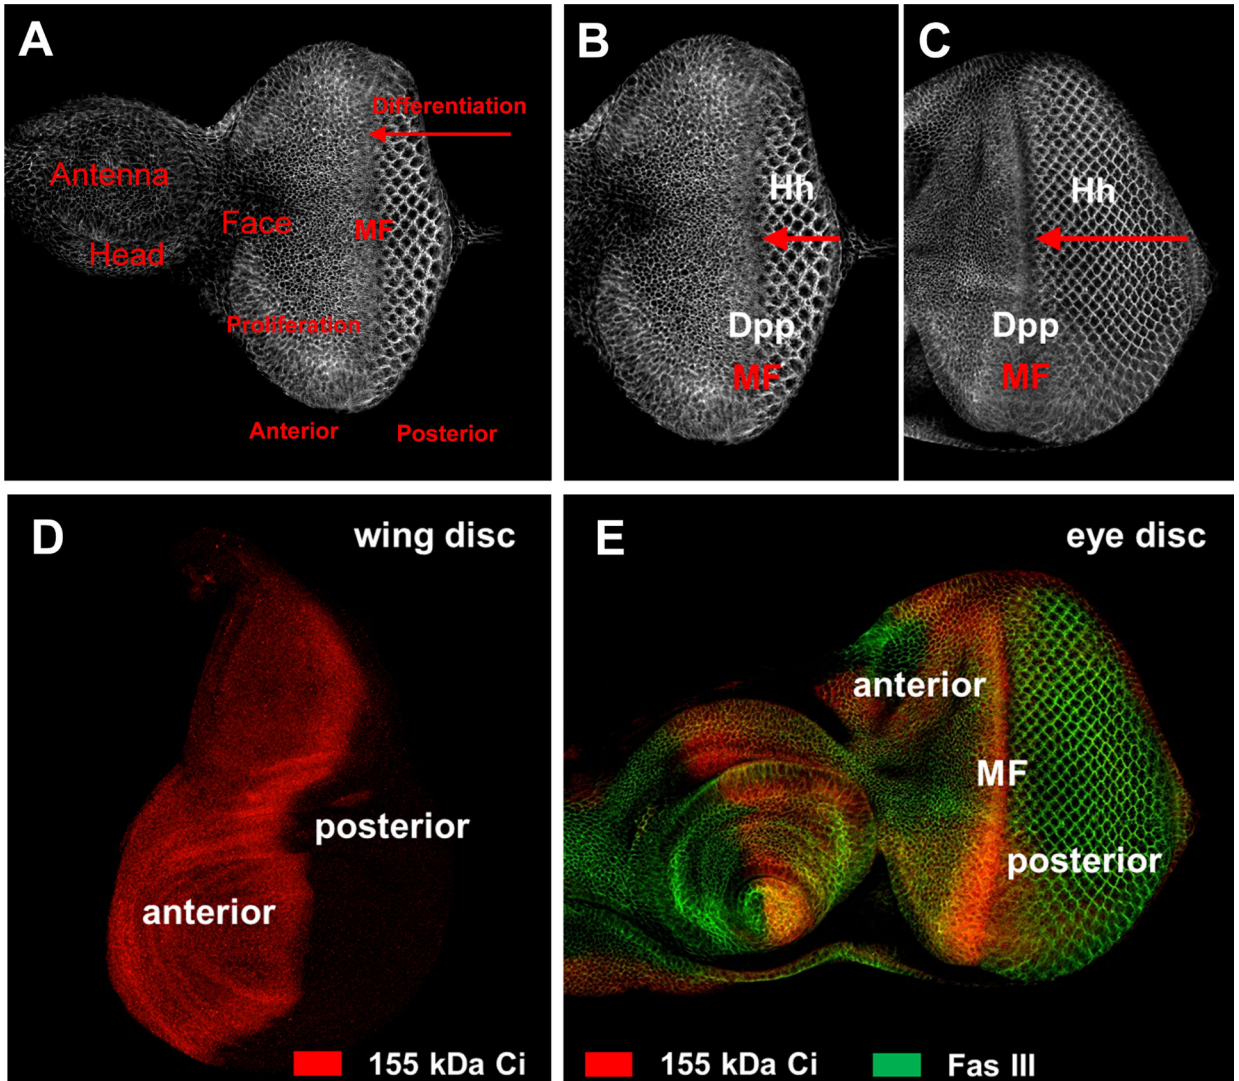 A
Differentiation
Antenna
Face
MF
Head
Proliferation
Anterior
Posterior
B
Hh
Dpp
MF
C
Hh
Dpp
MF
D
wing disc
posterior
anterior
155 kDa Ci
E
eye disc
anterior
MF
posterior
155 kDa Ci
Fas III